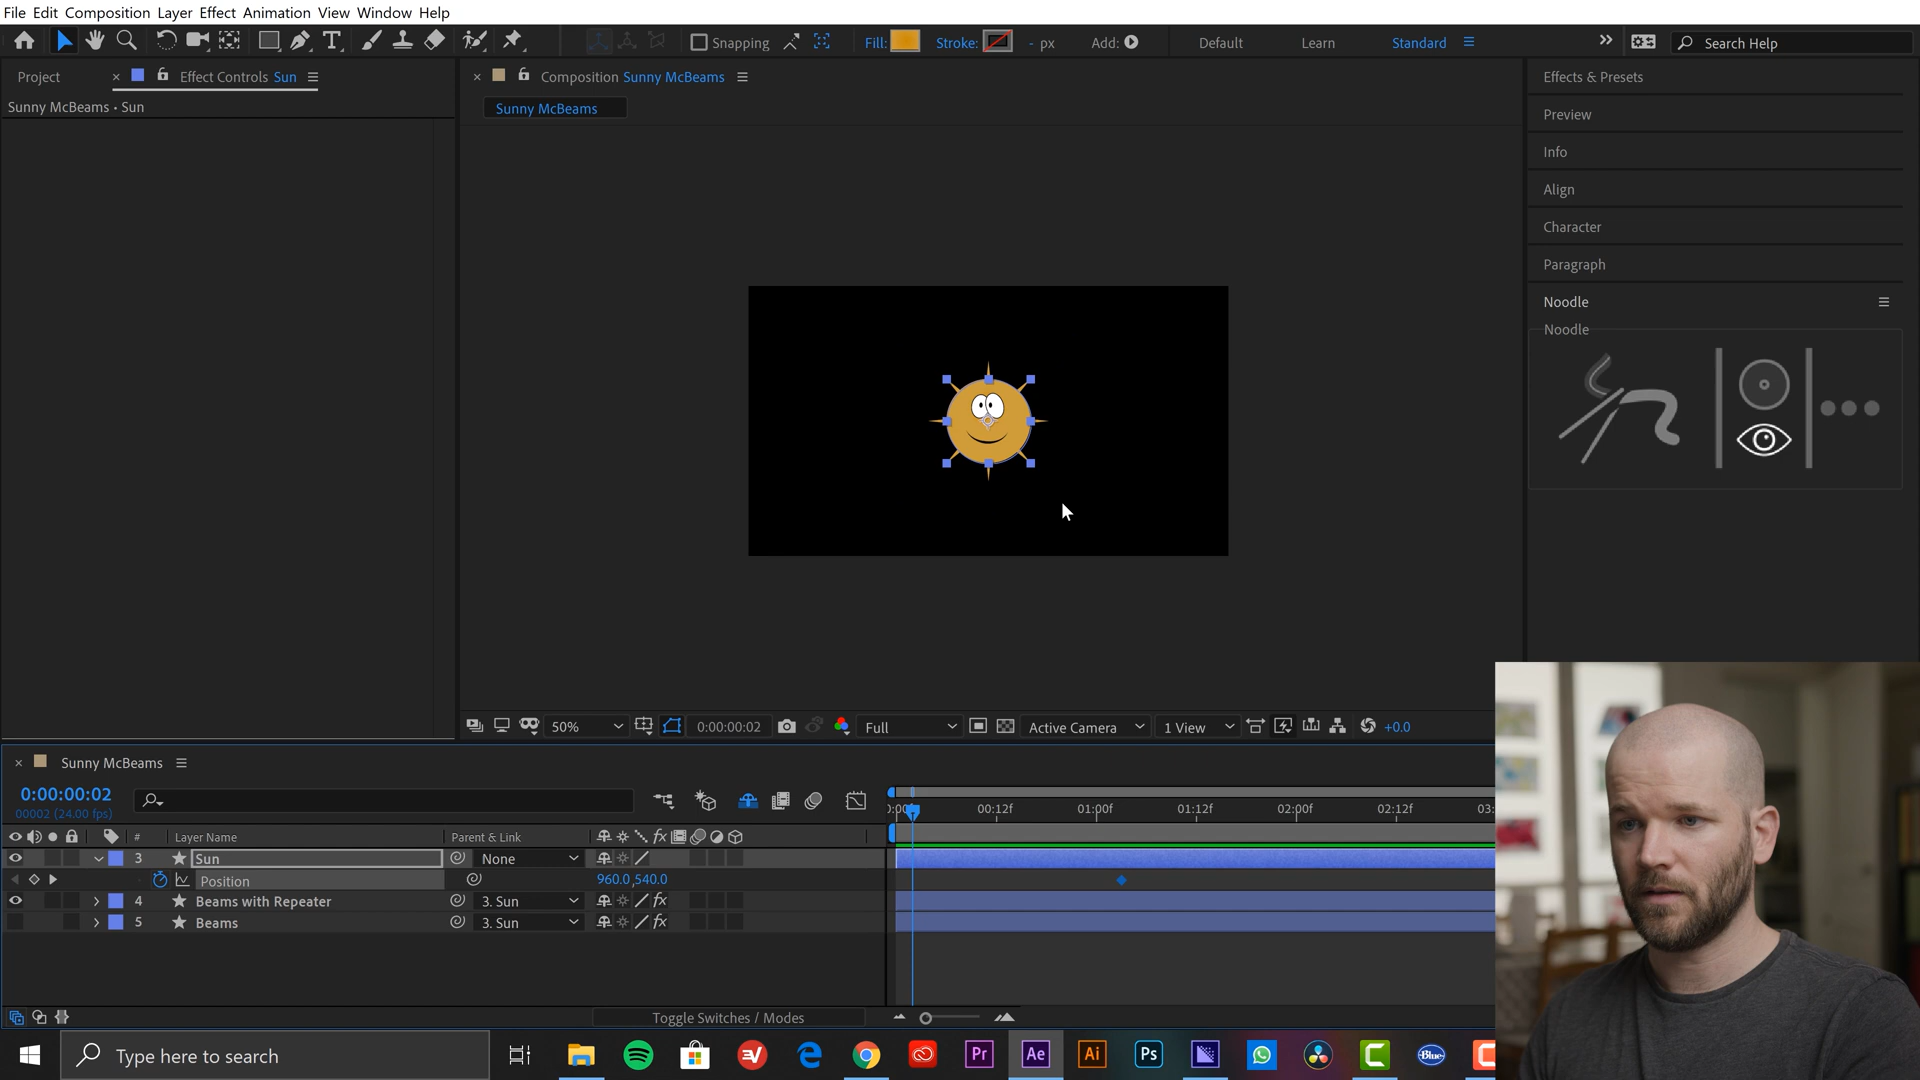 File Edit Composition Layer Effect Animation View Window Help
Snapping
Fill:
Stroke:
- px
Add:
Default
Learn
Standard
Search Help
Project
Effect Controls Sun
Composition Sunny McBeams
Effects & Presets
Sunny McBeams • Sun
Sunny McBeams
Preview
Info
Align
Character
Paragraph
Noodle
Noodle
50%
0:00:00:02
Full
Active Camera
1 View
+0.0
Sunny McBeams
0:00:00:02
00002 (24.00 fps)
00:12f
01:00f
01:12f
02:00f
02:12f
# Layer Name
Parent & Link
3 Sun
None
Position
960.0,540.0
4 Beams with Repeater
3. Sun
5 Beams
3. Sun
Toggle Switches / Modes
Type here to search
Pr
Ae
Ai
Ps
Blue